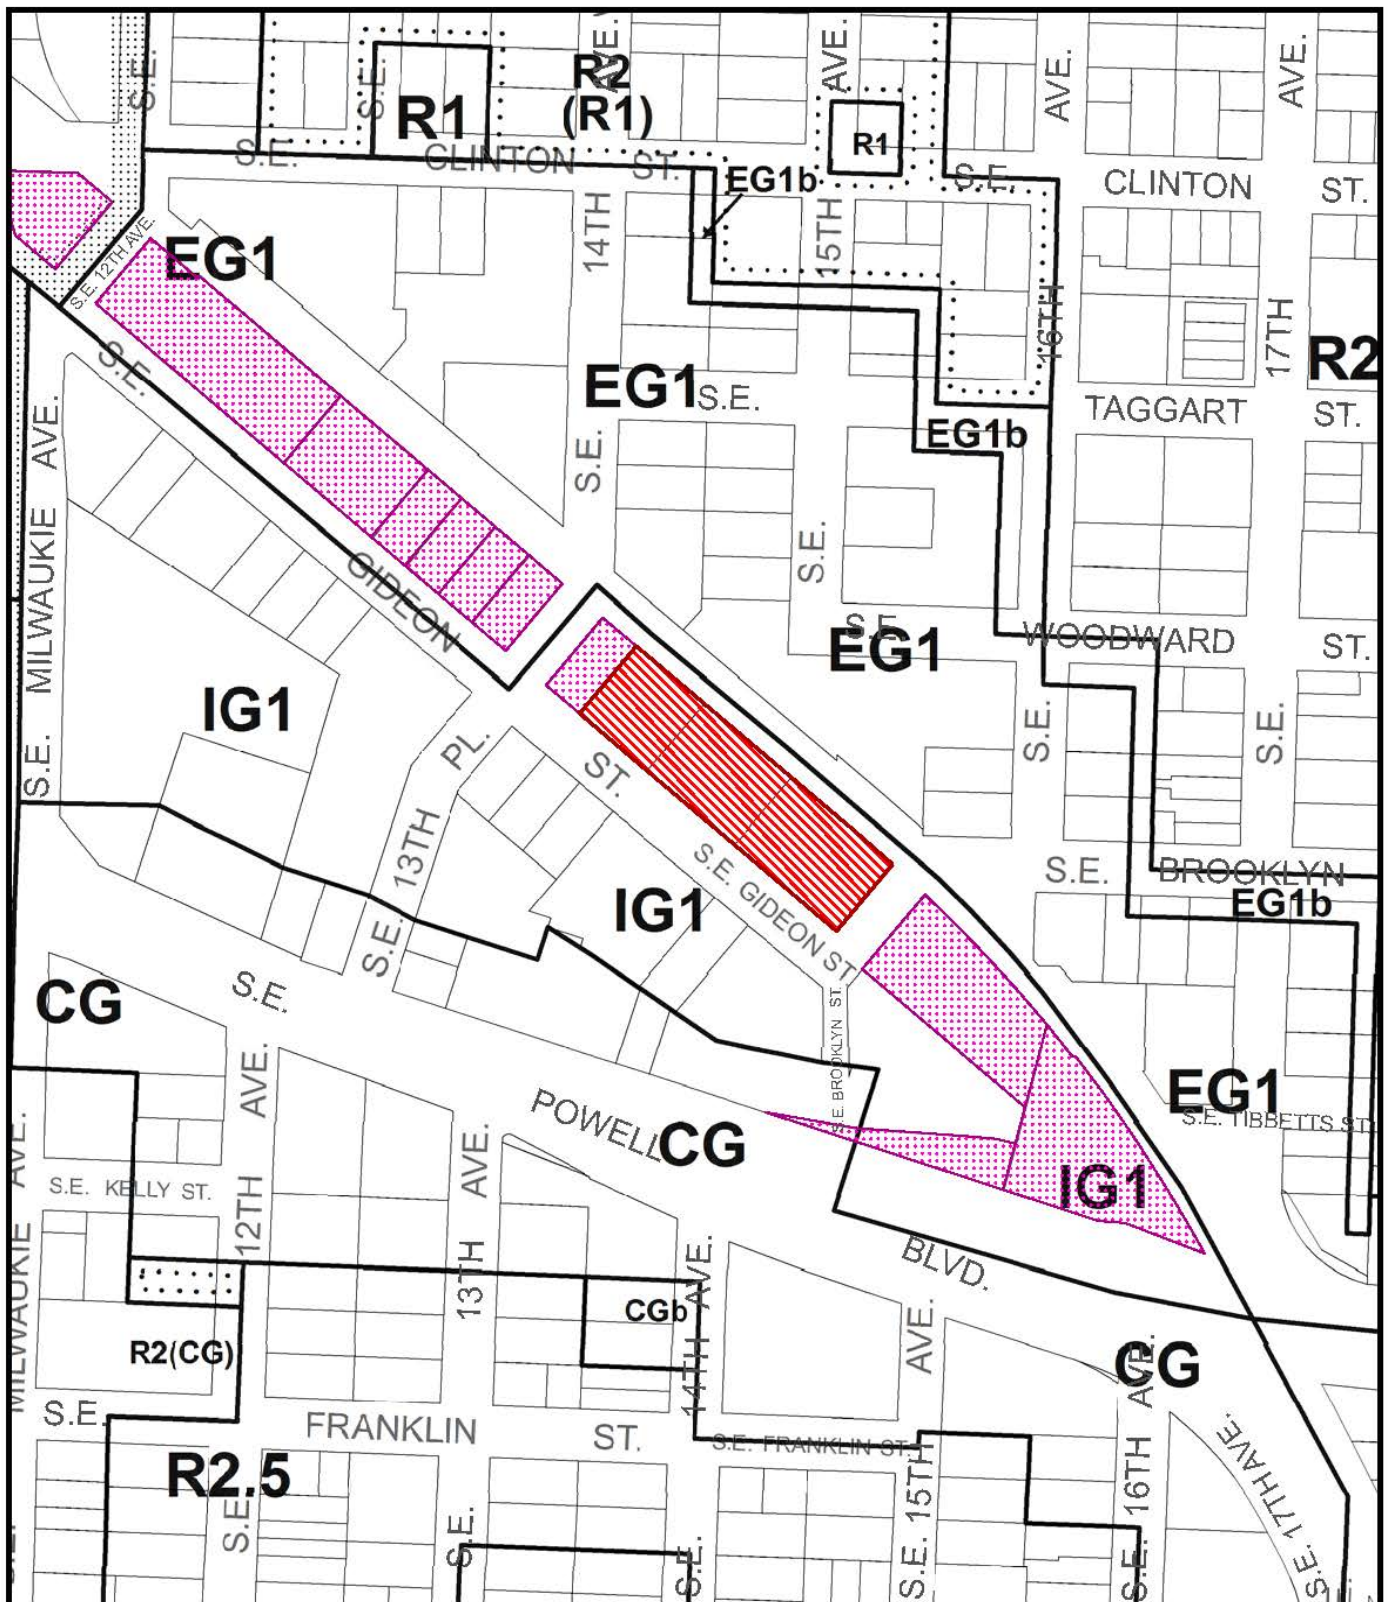 S.E.
S.E.
AVE.
AVE.
AVE.
AVE.
R2
(R1)
R1
R1
S.E.
CLINTON
ST.
EG1b
S.E.
CLINTON
ST.
S.E. 12TH AVE.
EG1
14TH
15TH
16TH
17TH
S.E.
EG1
S.E.
TAGGART
ST.
R2
EG1b
AVE.
MILWAUKIE
S.E.
GIDEON
S.E.
S.E.
S.E.
EG1
WOODWARD
ST.
IG1
PL.
ST.
S.E.
S.E.
13TH
S.E.
S.E. GIDEON ST.
IG1
S.E.
BROOKLYN
EG1b
CG
S.E.
S.E. BROOKLYN ST.
AVE.
POWELL
CG
EG1
S.E. TIBBETTS ST.
AVE.
AVE.
MILWAUKIE
S.E. KELLY ST.
12TH
IG1
BLVD.
13TH
AVE.
14TH
CGb
R2(CG)
AVE.
CG
AVE.
S.E.
FRANKLIN
ST.
S.E. FRANKLIN ST.
R2.5
S.E.
S.E.
S.E.
S.E. 15TH
S.E. 16TH
S.E. 17TH AVE.